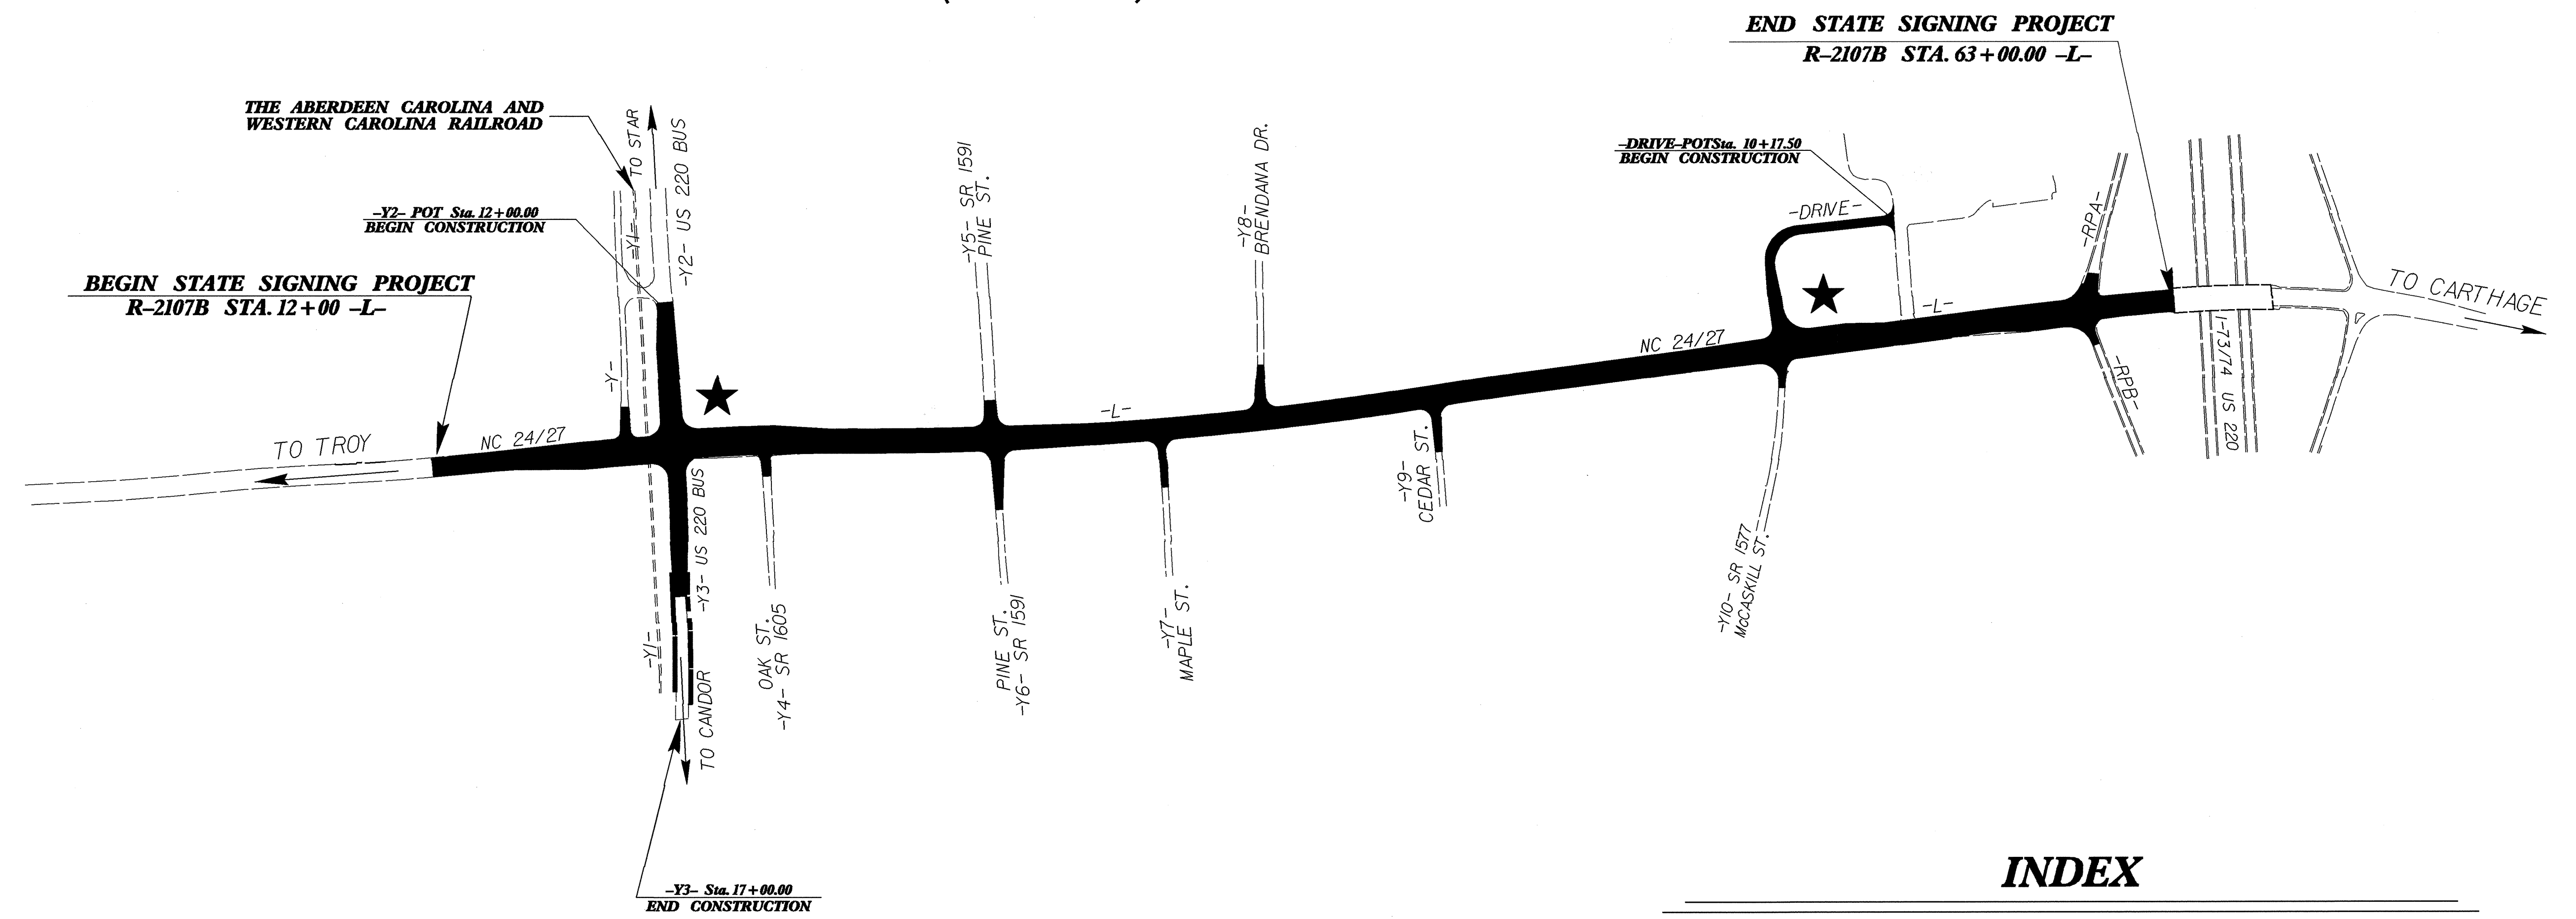 END STATE SIGNING PROJECT
R-2107B STA. 63+00.00 -L-
THE ABERDEEN CAROLINA AND
WESTERN CAROLINA RAILROAD
TO STAR
-Y1-
-Y2- US 220 BUS
-Y2- POT Sta. 12+00.00
BEGIN CONSTRUCTION
BEGIN STATE SIGNING PROJECT
R-2107B STA. 12+00 -L-
-Y5- SR 1591
PINE ST.
-Y8-
BRENDANA DR.
-DRIVE-POTSta. 10+17.50
BEGIN CONSTRUCTION
-DRIVE-
-RPA-
-L-
TO CARTHAGE
-Y-
TO TROY
NC 24/27
-L-
NC 24/27
-RPB-
I-73/74 US 220
-Y3- US 220 BUS
-Y1-
TO CANDOR
OAK ST.
-Y4- SR 1605
PINE ST.
-Y6- SR 1591
-Y7-
MAPLE ST.
-Y9-
CEDAR ST.
-Y10- SR 1577
McCASKILL ST.
-Y3- Sta. 17+00.00
END CONSTRUCTION
INDEX